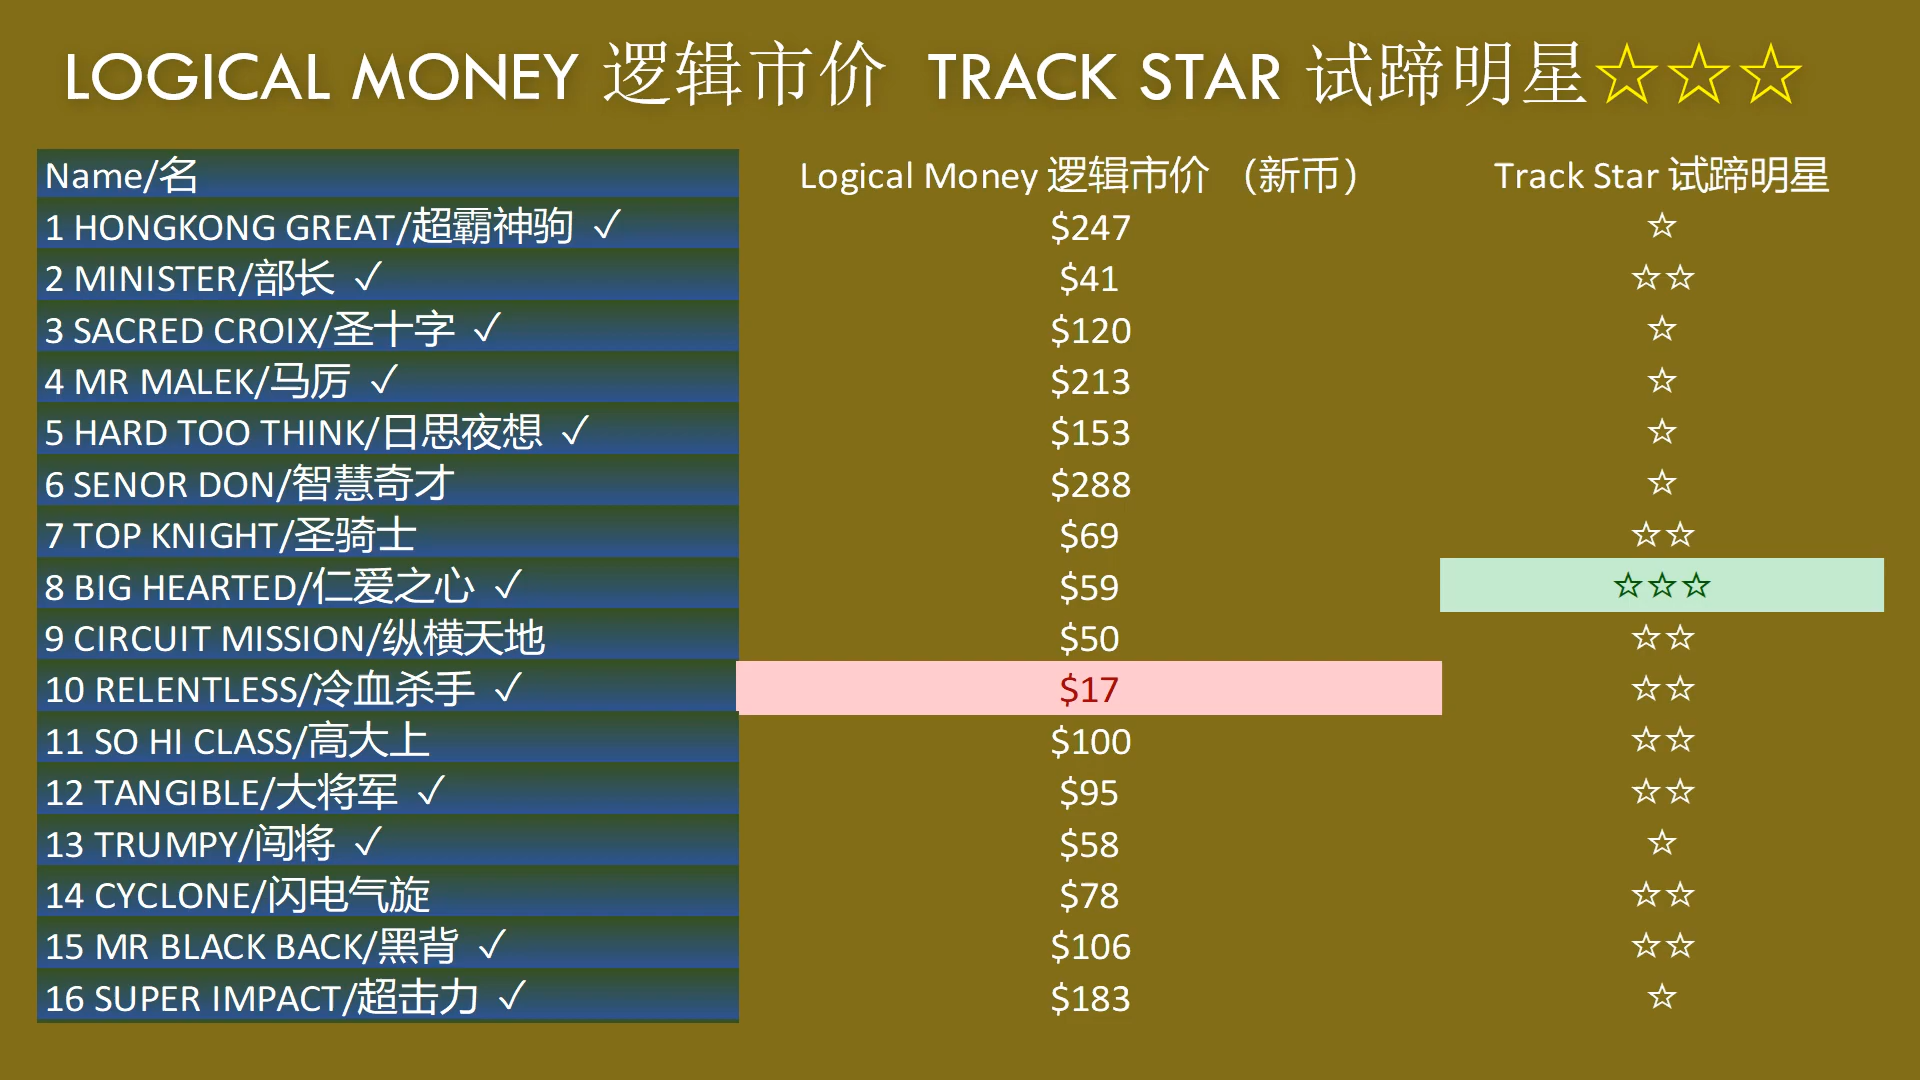 LOGICAL MONEY 逻辑市价 TRACK STAR 试蹄明星☆☆☆
Name/名 Logical Money 逻辑市价 （新币） Track Star 试蹄明星
1 HONGKONG GREAT/超霸神驹 ✓ $247 ☆
2 MINISTER/部长 ✓ $41 ☆☆
3 SACRED CROIX/圣十字 ✓ $120 ☆
4 MR MALEK/马厉 ✓ $213 ☆
5 HARD TOO THINK/日思夜想 ✓ $153 ☆
6 SENOR DON/智慧奇才 $288 ☆
7 TOP KNIGHT/圣骑士 $69 ☆☆
8 BIG HEARTED/仁爱之心 ✓ $59 ☆☆☆
9 CIRCUIT MISSION/纵横天地 $50 ☆☆
10 RELENTLESS/冷血杀手 ✓ $17 ☆☆
11 SO HI CLASS/高大上 $100 ☆☆
12 TANGIBLE/大将军 ✓ $95 ☆☆
13 TRUMPY/闯将 ✓ $58 ☆
14 CYCLONE/闪电气旋 $78 ☆☆
15 MR BLACK BACK/黑背 ✓ $106 ☆☆
16 SUPER IMPACT/超击力 ✓ $183 ☆